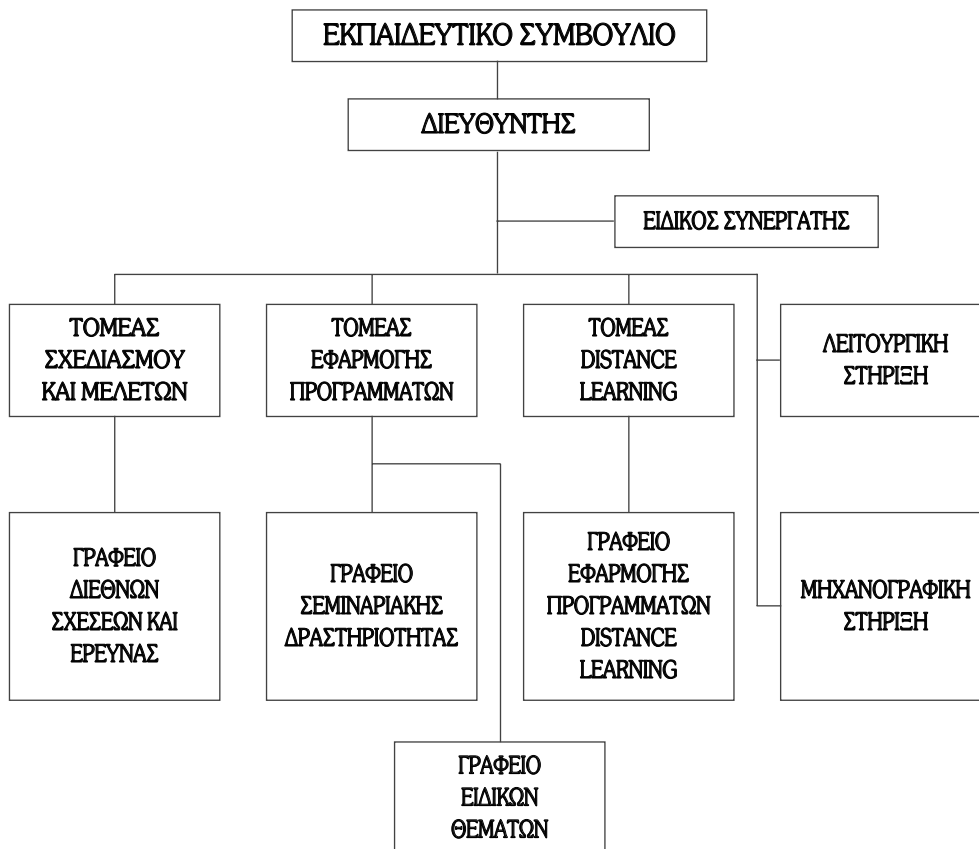 ΕΚΠΑΙΔΕΥΤΙΚΟ ΣΥΜΒΟΥΛΙΟ
ΔΙΕΥΘΥΝΤΗΣ
ΕΙΔΙΚΟΣ ΣΥΝΕΡΓΑΤΗΣ
ΤΟΜΕΑΣ
ΣΧΕΔΙΑΣΜΟΥ
ΚΑΙ ΜΕΛΕΤΩΝ
ΤΟΜΕΑΣ
ΕΦΑΡΜΟΓΗΣ
ΠΡΟΓΡΑΜΜΑΤΩΝ
ΤΟΜΕΑΣ
DISTANCE
LEARNING
ΛΕΙΤΟΥΡΓΙΚΗ
ΣΤΗΡΙΞΗ
ΓΡΑΦΕΙΟ
ΔΙΕΘΝΩΝ
ΣΧΕΣΕΩΝ ΚΑΙ
ΕΡΕΥΝΑΣ
ΓΡΑΦΕΙΟ
ΣΕΜΙΝΑΡΙΑΚΗΣ
ΔΡΑΣΤΗΡΙΟΤΗΤΑΣ
ΓΡΑΦΕΙΟ
ΕΦΑΡΜΟΓΗΣ
ΠΡΟΓΡΑΜΜΑΤΩΝ
DISTANCE
LEARNING
ΜΗΧΑΝΟΓΡΑΦΙΚΗ
ΣΤΗΡΙΞΗ
ΓΡΑΦΕΙΟ
ΕΙΔΙΚΩΝ
ΘΕΜΑΤΩΝ